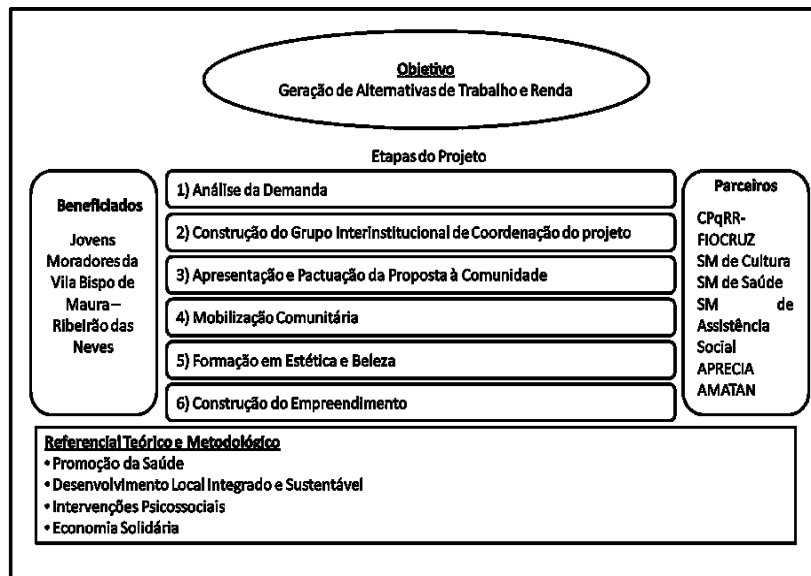 Objetivo
Geração de Alternativas de Trabalho e Renda
Etapas do Projeto
Beneficiados
Jovens
Moradores da
Vila Bispo de
Maura –
Ribeirão das
Neves
1) Análise da Demanda
2) Construção do Grupo Interinstitucional de Coordenação do projeto
3) Apresentação e Pactuação da Proposta à Comunidade
4) Mobilização Comunitária
5) Formação em Estética e Beleza
6) Construção do Empreendimento
Parceiros
CPqRR-
FIOCRUZ
SM de Cultura
SM de Saúde
SM de
Assistência
Social
APRECIA
AMATAN
Referencial Teórico e Metodológico
• Promoção da Saúde
• Desenvolvimento Local Integrado e Sustentável
• Intervenções Psicossociais
• Economia Solidária